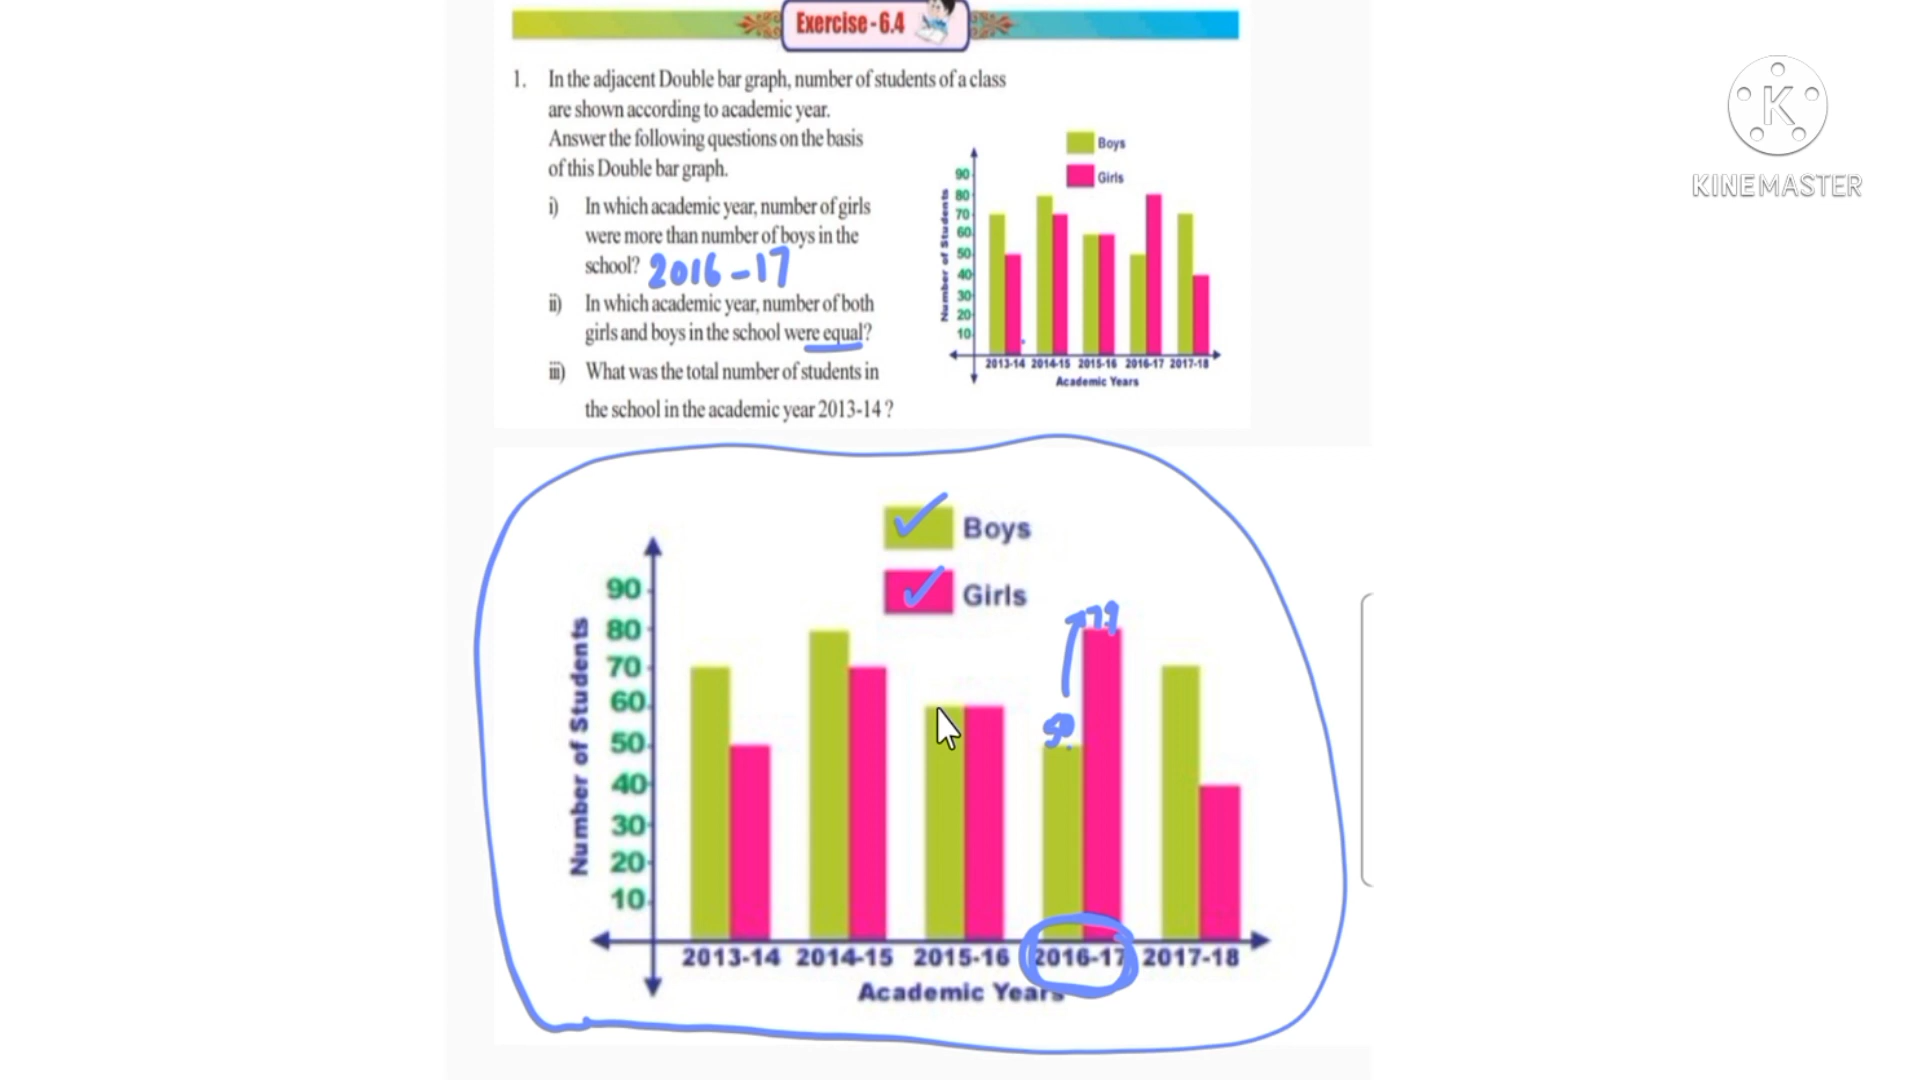 Exercise - 6.4
1. In the adjacent Double bar graph, number of students of a class
are shown according to academic year.
Answer the following questions on the basis
of this Double bar graph.
i) In which academic year, number of girls
were more than number of boys in the
school? 2016-17
ii) In which academic year, number of both
girls and boys in the school were equal?
iii) What was the total number of students in
the school in the academic year 2013-14 ?
Boys
Girls
90
80
70
60
50
40
30
20
10
Number of Students
2013-14 2014-15 2015-16 2016-17 2017-18
Academic Years
K
KINEMASTER
Boys
Girls
90
80
70
60
50
40
30
20
10
Number of Students
50
2013-14 2014-15 2015-16 2016-17 2017-18
Academic Years